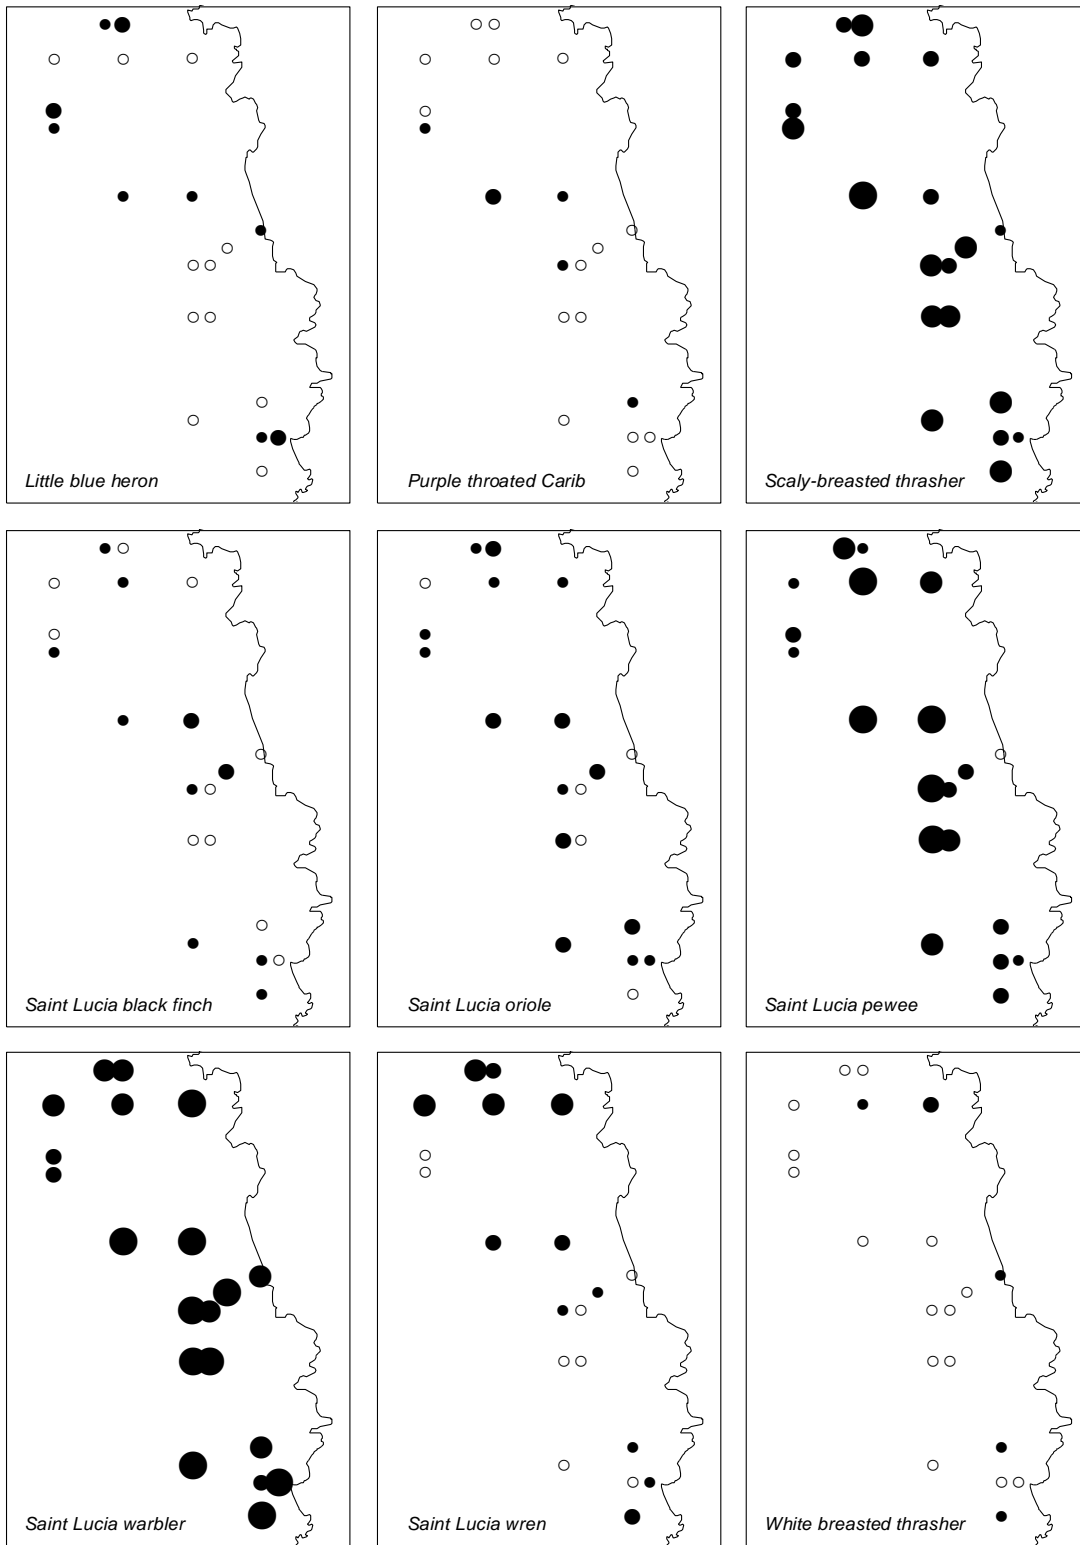 Little blue heron
Purple throated Carib
Scaly-breasted thrasher
Saint Lucia black finch
Saint Lucia oriole
Saint Lucia pewee
Saint Lucia warbler
Saint Lucia wren
White breasted thrasher